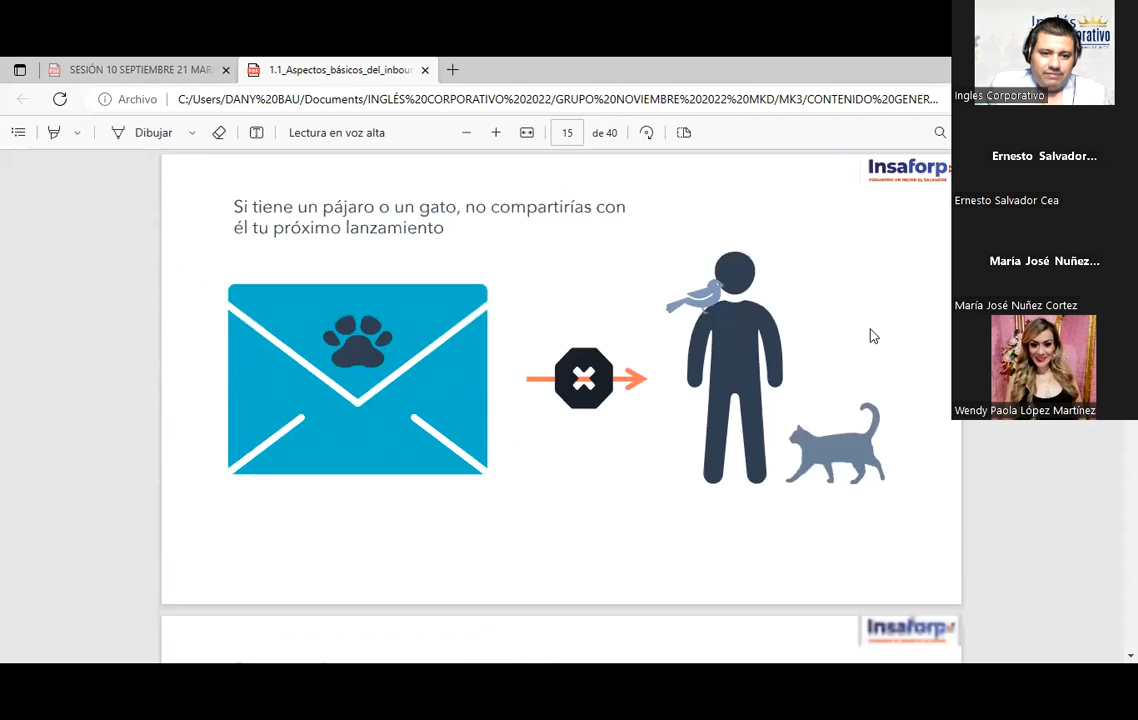 SESIÓN 10 SEPTIEMBRE 21 MAR
1.1_Aspectos_básicos_del_inbour
Archivo
C:/Users/DANY%20BAU/Documents/INGLÉS%20CORPORATIVO%202022/GRUPO%20NOVIEMBRE%202022%20MKD/MK3/CONTENIDO%20GENER...
Dibujar
Lectura en voz alta
15
de 40
Insaforp
Si tiene un pájaro o un gato, no compartirías con
él tu próximo lanzamiento
Insaforp
Inglés
orativo
Ingles Corporativo
Ernesto Salvador...
Ernesto Salvador Cea
María José Nuñez...
María José Nuñez Cortez
Wendy Paola López Martínez